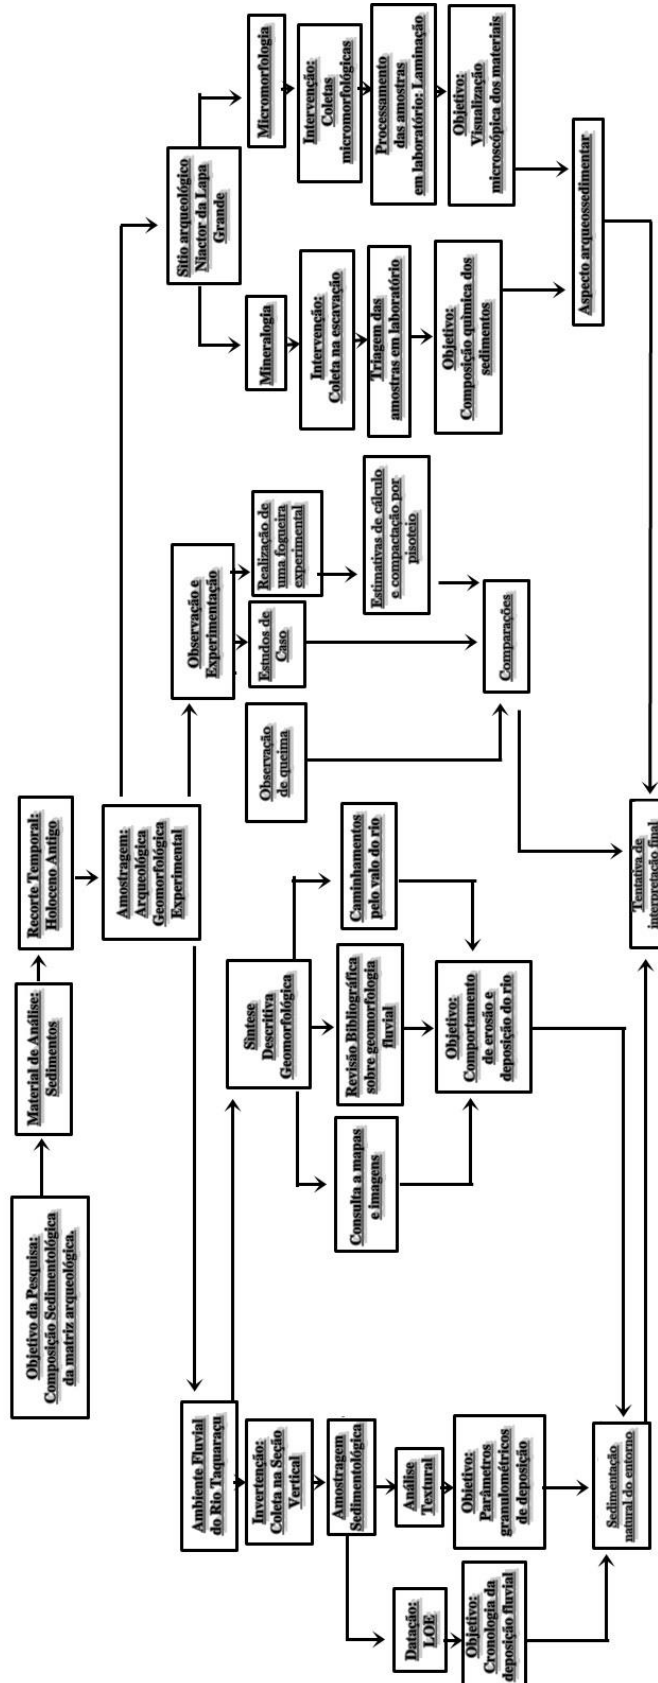 Objetivo da Pesquisa:
Composição Sedimentológica
da matriz arqueológica.
Material de Análise:
Sedimentos
Recorte Temporal:
Holoceno Antigo
Amostragem:
Arqueológica
Geomorfológica
Experimental
Ambiente Fluvial
do Rio Taquaraçu
Invertenção:
Coleta na Seção
Vertical
Amostragem
Sedimentológica
Datação:
LOE
Objetivo:
Cronologia da
deposição fluvial
Análise
Textural
Objetivo:
Parâmetros
granulométricos
de deposição
Sedimentação
natural do entorno
Síntese
Descritiva
Geomorfológica
Consulta a mapas
e imagens
Revisão Bibliográfica
sobre geomorfologia
fluvial
Caminhamentos
pelo valo do rio
Objetivo:
Comportamento
de erosão e
deposição do rio
Observação e
Experimentação
Observação
de queima
Estudos de
Caso
Realização de
uma fogueira
experimental
Estimativas de cálculo
e compactação por
pisoteio
Comparações
Sitio arqueológico
Niactor da Lapa
Grande
Mineralogia
Intervenção:
Coleta na escavação
Triagem das
amostras em laboratório
Objetivo:
Composição química dos
sedimentos
Micromorfologia
Intervenção:
Coletas
micromorfológicas
Processamento
das amostras
em laboratório: Laminação
Objetivo:
Visualização
microscópica dos materiais
Aspecto arqueossedimentar
Tentativa de
interpretação final